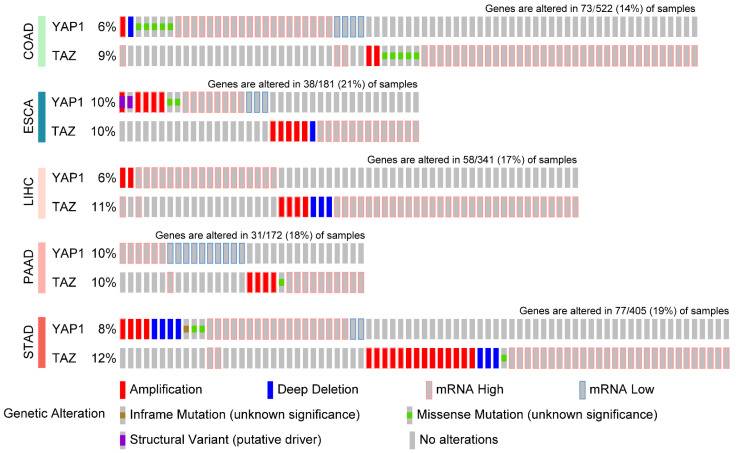 Genes are altered in 73/522 (14%) of samples
COAD
YAP1 6%
TAZ 9%
Genes are altered in 38/181 (21%) of samples
ESCA
YAP1 10%
TAZ 10%
Genes are altered in 58/341 (17%) of samples
LIHC
YAP1 6%
TAZ 11%
Genes are altered in 31/172 (18%) of samples
PAAD
YAP1 10%
TAZ 10%
Genes are altered in 77/405 (19%) of samples
STAD
YAP1 8%
TAZ 12%
Amplification Deep Deletion mRNA High mRNA Low
Genetic Alteration Inframe Mutation (unknown significance) Missense Mutation (unknown significance)
Structural Variant (putative driver) No alterations